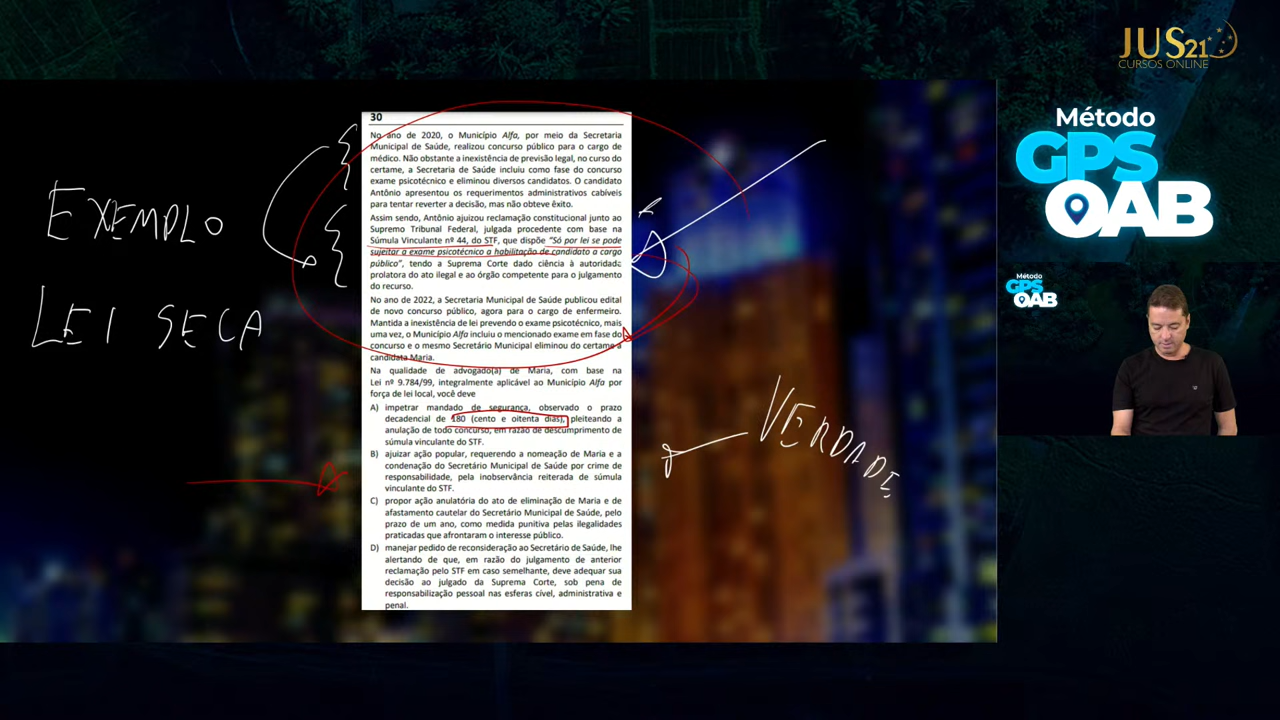 JUS21
CURSOS ONLINE
Método
GPS
OAB
Método
GPS
OAB
EXEMPLO
LEI SECA
VERDADE
30
No ano de 2020, o Município Alfa, por meio da Secretaria
Municipal de Saúde, realizou concurso público para o cargo de
médico. Não obstante a inexistência de previsão legal, no curso do
certame, a Secretaria de Saúde incluiu como fase do concurso
exame psicotécnico e eliminou diversos candidatos. O candidato
Antônio apresentou os requerimentos administrativos cabíveis
para tentar reverter a decisão, mas não obteve êxito.
Assim sendo, Antônio ajuizou reclamação constitucional junto ao
Supremo Tribunal Federal, julgada procedente com base na
Súmula Vinculante nº 44, do STF, que dispõe “Só por lei se pode
sujeitar a exame psicotécnico a habilitação de candidato a cargo
público”, tendo a Suprema Corte dado ciência à autoridade
prolatora do ato ilegal e ao órgão competente para o julgamento
do recurso.
No ano de 2022, a Secretaria Municipal de Saúde publicou edital
de novo concurso público, agora para o cargo de enfermeiro.
Mantida a inexistência de lei prevendo o exame psicotécnico, mais
uma vez, o Município Alfa incluiu o mencionado exame em fase do
concurso e o mesmo Secretário Municipal eliminou do certame a
candidata Maria.
Na qualidade de advogado(a) de Maria, com base na
Lei nº 9.784/99, integralmente aplicável ao Município Alfa por
força de lei local, você deve
A) impetrar mandado de segurança, observado o prazo
decadencial de 180 (cento e oitenta dias), pleiteando a
anulação de todo concurso, em razão de descumprimento de
súmula vinculante do STF.
B) ajuizar ação popular, requerendo a nomeação de Maria e a
condenação do Secretário Municipal de Saúde por crime de
responsabilidade, pela inobservância reiterada de súmula
vinculante do STF.
C) propor ação anulatória do ato de eliminação de Maria e de
afastamento cautelar do Secretário Municipal de Saúde, pelo
prazo de um ano, como medida punitiva pelas ilegalidades
praticadas que afrontaram o interesse público.
D) manejar pedido de reconsideração ao Secretário de Saúde, lhe
alertando de que, em razão do julgamento de anterior
reclamação pelo STF em caso semelhante, deve adequar sua
decisão ao julgado da Suprema Corte, sob pena de
responsabilização pessoal nas esferas cível, administrativa e
penal.